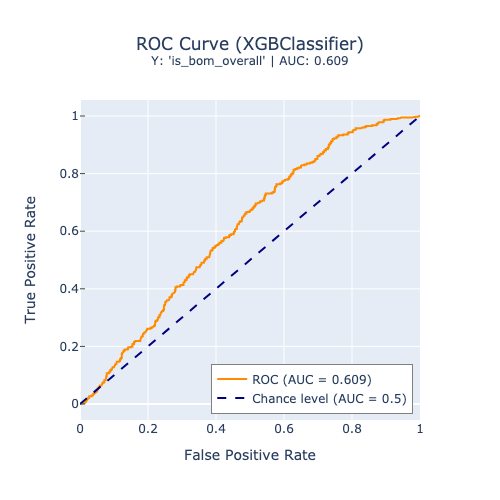 ROC Curve (XGBClassifier)
Y: 'is_bom_overall' | AUC: 0.609
True Positive Rate
1
0.8
0.6
0.4
0.2
0
ROC (AUC = 0.609)
Chance level (AUC = 0.5)
0 0.2 0.4 0.6 0.8 1
False Positive Rate